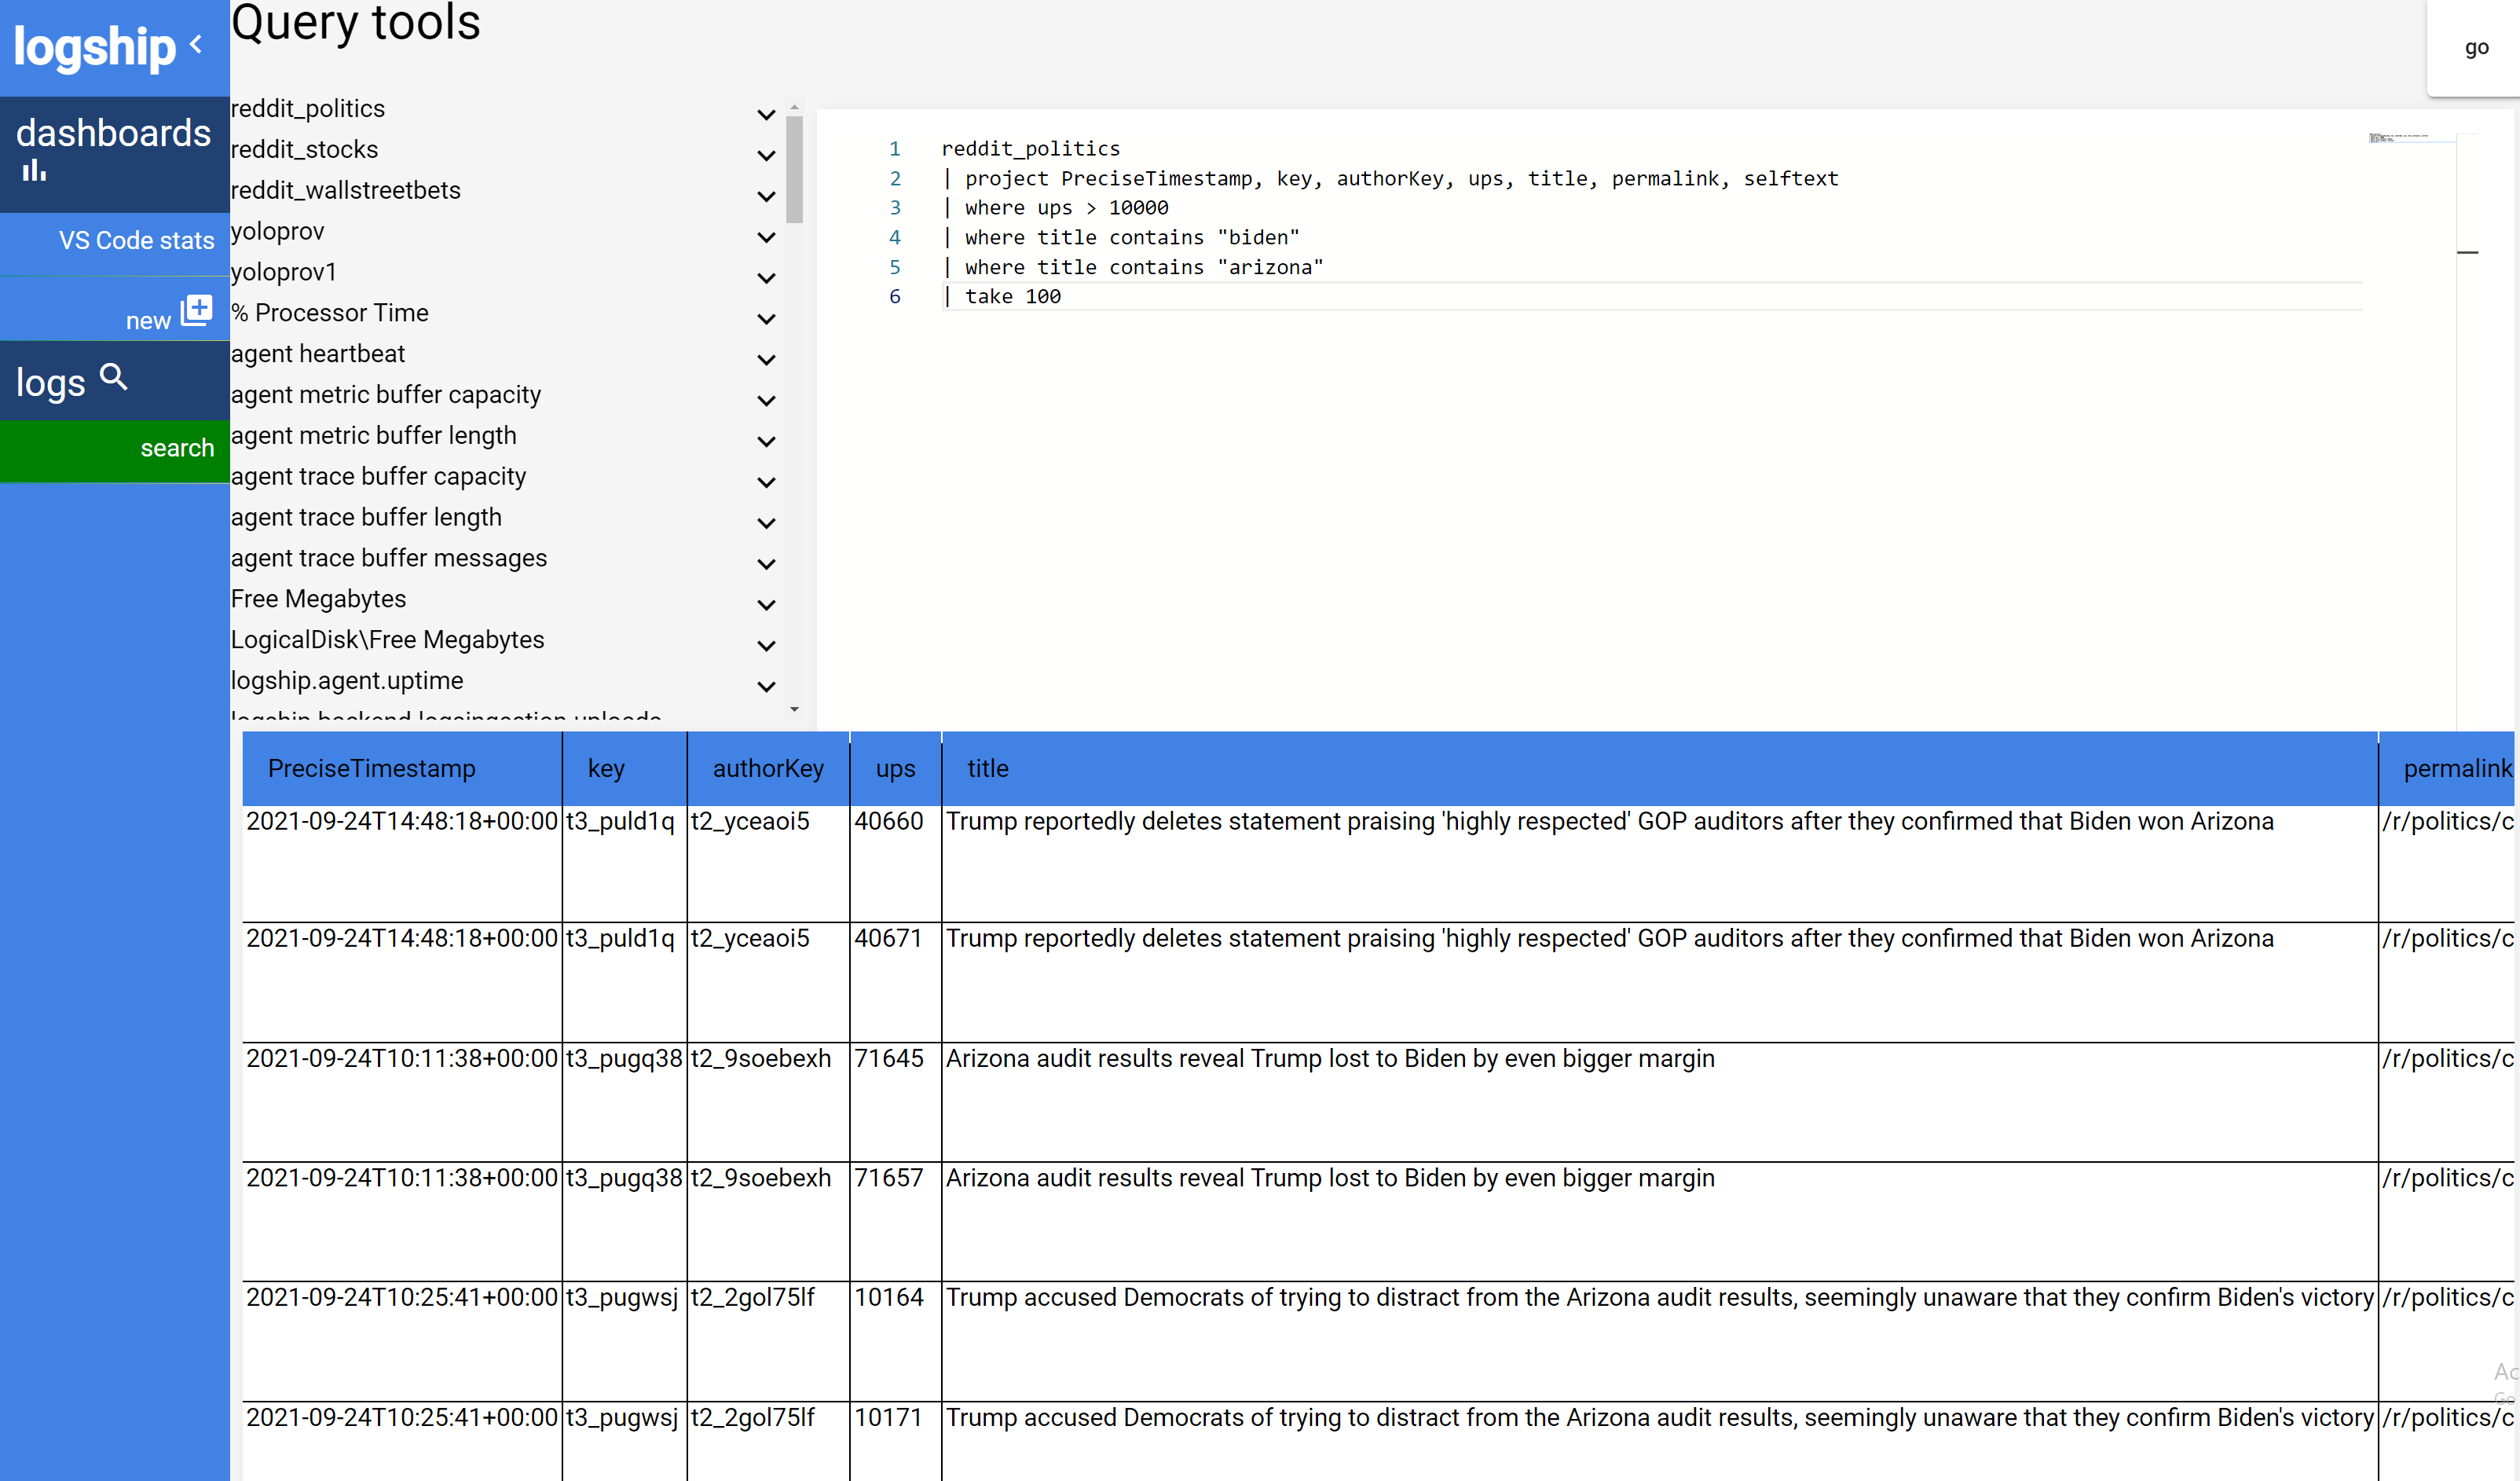 logship
Query tools
go
dashboards
VS Code stats
new
logs
search
reddit_politics
reddit_stocks
reddit_wallstreetbets
yoloprov
yoloprov1
% Processor Time
agent heartbeat
agent metric buffer capacity
agent metric buffer length
agent trace buffer capacity
agent trace buffer length
agent trace buffer messages
Free Megabytes
LogicalDisk\Free Megabytes
logship.agent.uptime
1 reddit_politics
2 | project PreciseTimestamp, key, authorKey, ups, title, permalink, selftext
3 | where ups > 10000
4 | where title contains "biden"
5 | where title contains "arizona"
6 | take 100
PreciseTimestamp key authorKey ups title permalink
2021-09-24T14:48:18+00:00 t3_puld1q t2_yceaoi5 40660 Trump reportedly deletes statement praising 'highly respected' GOP auditors after they confirmed that Biden won Arizona /r/politics/c
2021-09-24T14:48:18+00:00 t3_puld1q t2_yceaoi5 40671 Trump reportedly deletes statement praising 'highly respected' GOP auditors after they confirmed that Biden won Arizona /r/politics/c
2021-09-24T10:11:38+00:00 t3_pugq38 t2_9soebexh 71645 Arizona audit results reveal Trump lost to Biden by even bigger margin /r/politics/c
2021-09-24T10:11:38+00:00 t3_pugq38 t2_9soebexh 71657 Arizona audit results reveal Trump lost to Biden by even bigger margin /r/politics/c
2021-09-24T10:25:41+00:00 t3_pugwsj t2_2gol75lf 10164 Trump accused Democrats of trying to distract from the Arizona audit results, seemingly unaware that they confirm Biden's victory /r/politics/c
2021-09-24T10:25:41+00:00 t3_pugwsj t2_2gol75lf 10171 Trump accused Democrats of trying to distract from the Arizona audit results, seemingly unaware that they confirm Biden's victory /r/politics/c